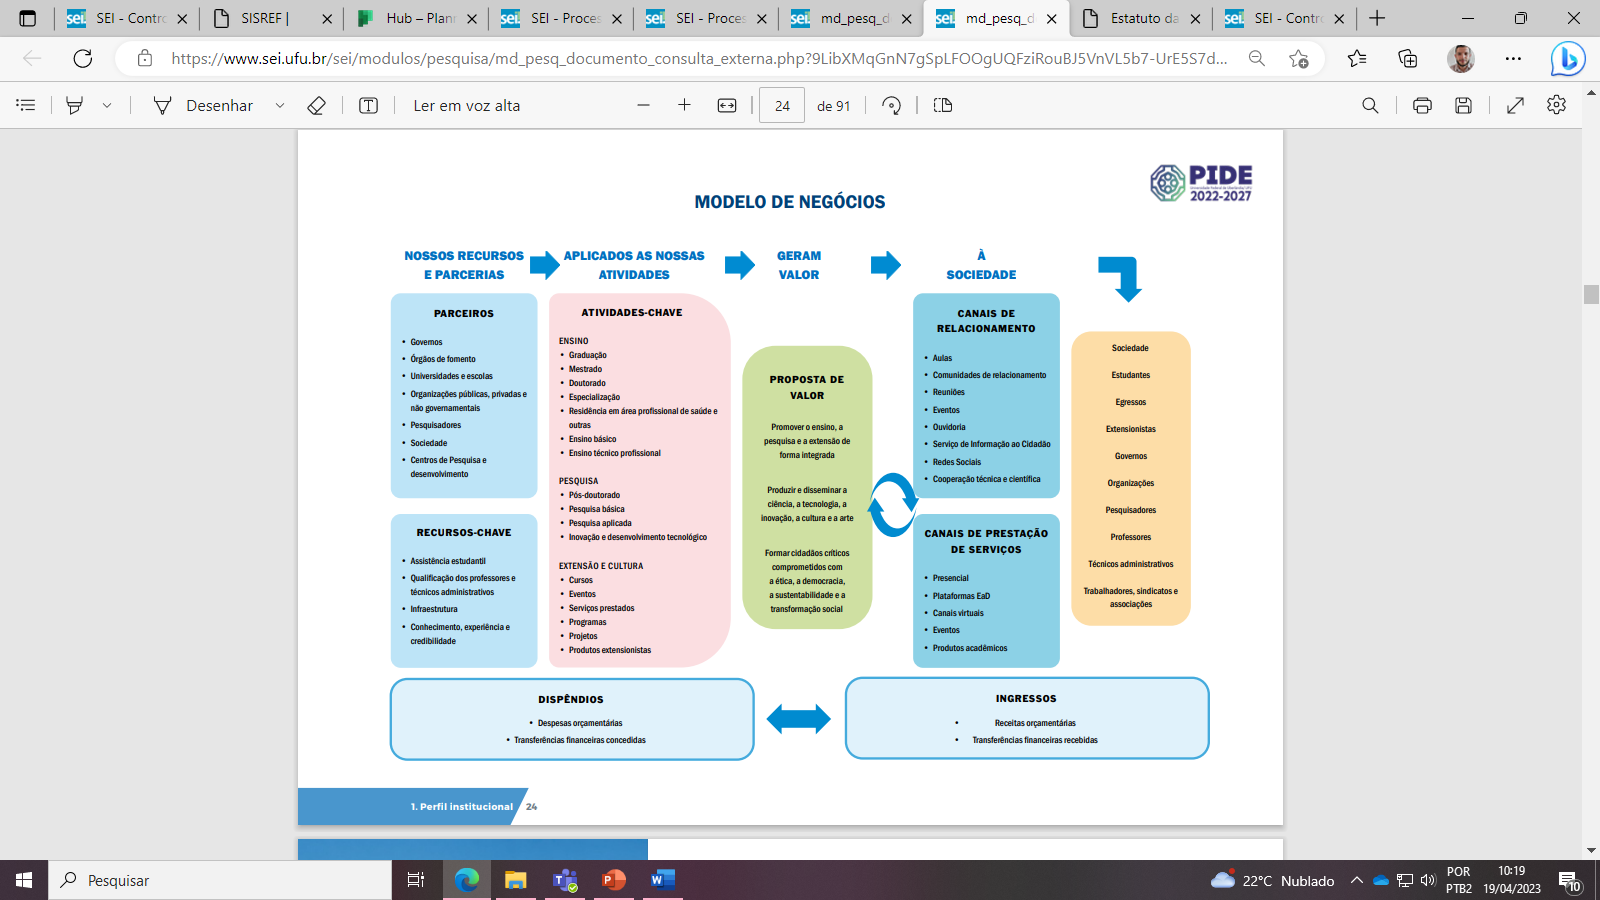 SEI - Contro
SISREF |
Hub – Plann
SEI - Proces
SEI - Proces
md_pesq_d
md_pesq_d
Estatuto da
SEI - Contro
https://www.sei.ufu.br/sei/modulos/pesquisa/md_pesq_documento_consulta_externa.php?9LibXMqGnN7gSpLFOOgUQFziRouBJ5VnVL5b7-UrE5S7d...
Desenhar
Ler em voz alta
24
de 91
PIDE
2022-2027
MODELO DE NEGÓCIOS
NOSSOS RECURSOS
E PARCERIAS
APLICADOS AS NOSSAS
ATIVIDADES
GERAM
VALOR
À
SOCIEDADE
PARCEIROS
• Governos
• Órgãos de fomento
• Universidades e escolas
• Organizações públicas, privadas e
não governamentais
• Pesquisadores
• Sociedade
• Centros de Pesquisa e
desenvolvimento
RECURSOS-CHAVE
• Assistência estudantil
• Qualificação dos professores e
técnicos administrativos
• Infraestrutura
• Conhecimento, experiência e
credibilidade
ATIVIDADES-CHAVE
ENSINO
• Graduação
• Mestrado
• Doutorado
• Especialização
• Residência em área profissional de saúde e
outras
• Ensino básico
• Ensino técnico profissional
PESQUISA
• Pós-doutorado
• Pesquisa básica
• Pesquisa aplicada
• Inovação e desenvolvimento tecnológico
EXTENSÃO E CULTURA
• Cursos
• Eventos
• Serviços prestados
• Programas
• Projetos
• Produtos extensionistas
PROPOSTA DE
VALOR
Promover o ensino, a
pesquisa e a extensão de
forma integrada
Produzir e disseminar a
ciência, a tecnologia, a
inovação, a cultura e a arte
Formar cidadãos críticos
comprometidos com
a ética, a democracia,
a sustentabilidade e a
transformação social
CANAIS DE
RELACIONAMENTO
• Aulas
• Comunidades de relacionamento
• Reuniões
• Eventos
• Ouvidoria
• Serviço de Informação ao Cidadão
• Redes Sociais
• Cooperação técnica e científica
CANAIS DE PRESTAÇÃO
DE SERVIÇOS
• Presencial
• Plataformas EaD
• Canais virtuais
• Eventos
• Produtos acadêmicos
Sociedade
Estudantes
Egressos
Extensionistas
Governos
Organizações
Pesquisadores
Professores
Técnicos administrativos
Trabalhadores, sindicatos e
associações
DISPÊNDIOS
• Despesas orçamentárias
• Transferências financeiras concedidas
INGRESSOS
• Receitas orçamentárias
• Transferências financeiras recebidas
1. Perfil institucional 24
Pesquisar
22°C Nublado
POR
PTB2
10:19
19/04/2023
10